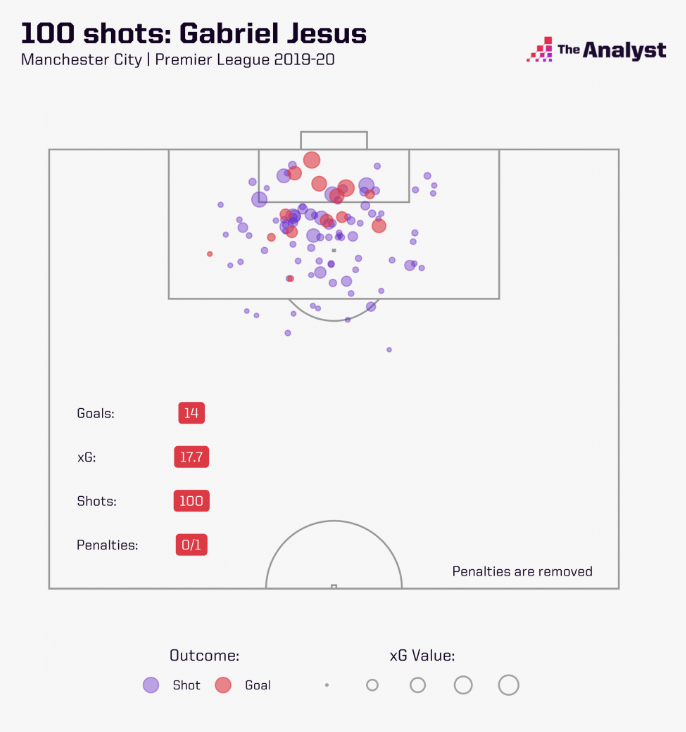 100 shots: Gabriel Jesus
Manchester City | Premier League 2019-20
The Analyst
Goals: 14
xG: 17.7
Shots: 100
Penalties: 0/1
Penalties are removed
Outcome:
Shot Goal
xG Value: